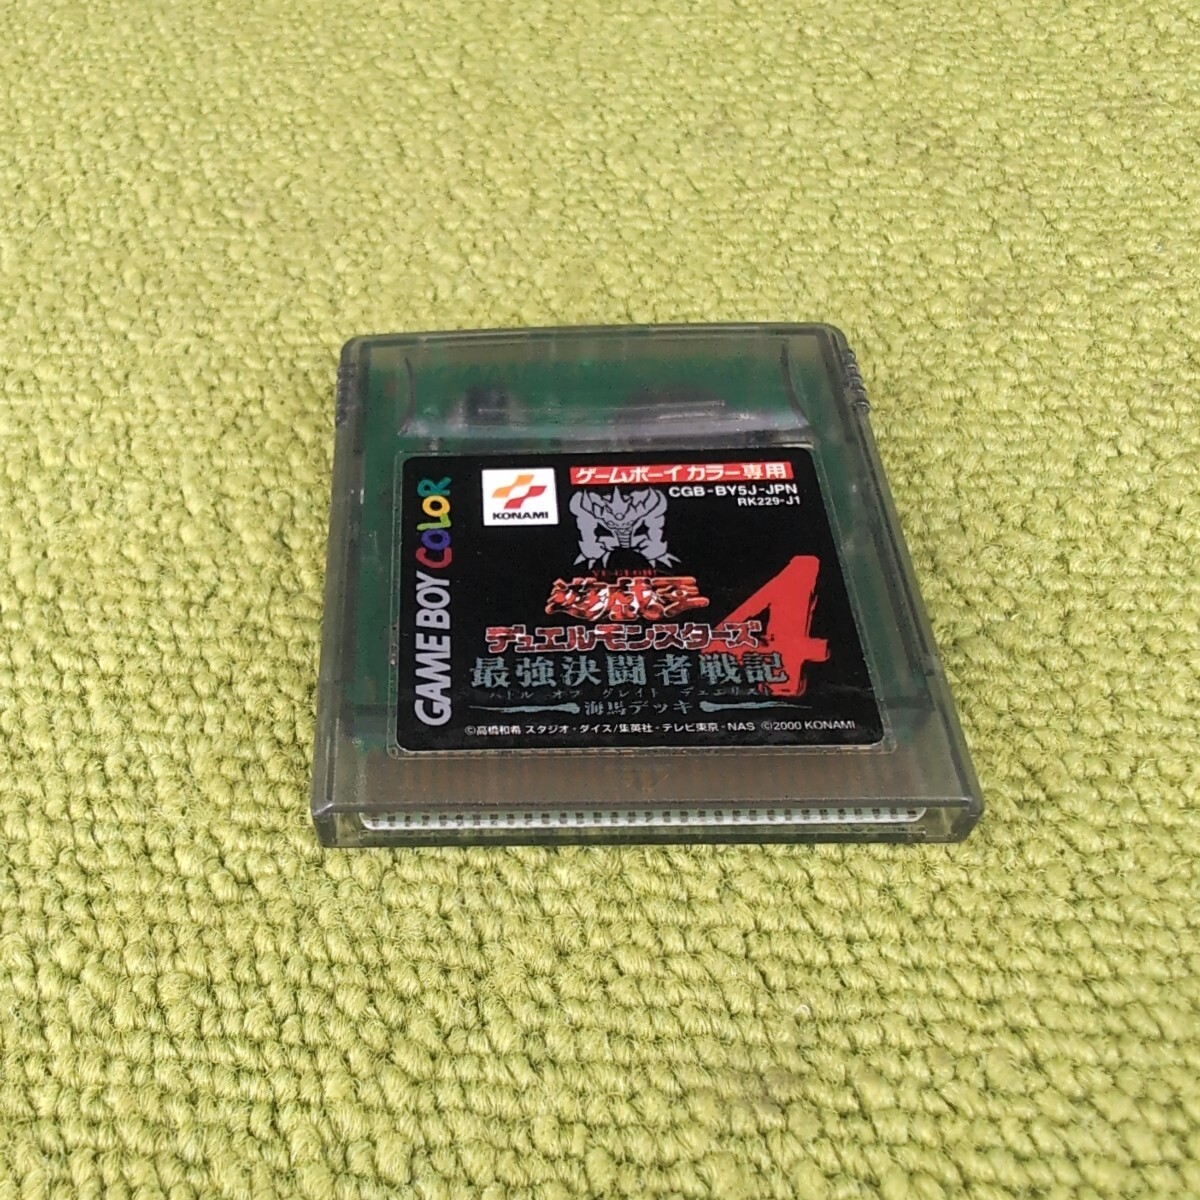 GAME BOY COLOR
KONAMI
ゲームボーイカラー専用
CGB-BY5J-JPN
RK229-J1
YU-GI-OH!
遊戯王
デュエルモンスターズ
4
最強決闘者戦記
バトル オブ グレイト デュエリスト
海馬デッキ
©高橋和希 スタジオ・ダイス/集英社・テレビ東京・NAS ©2000 KONAMI